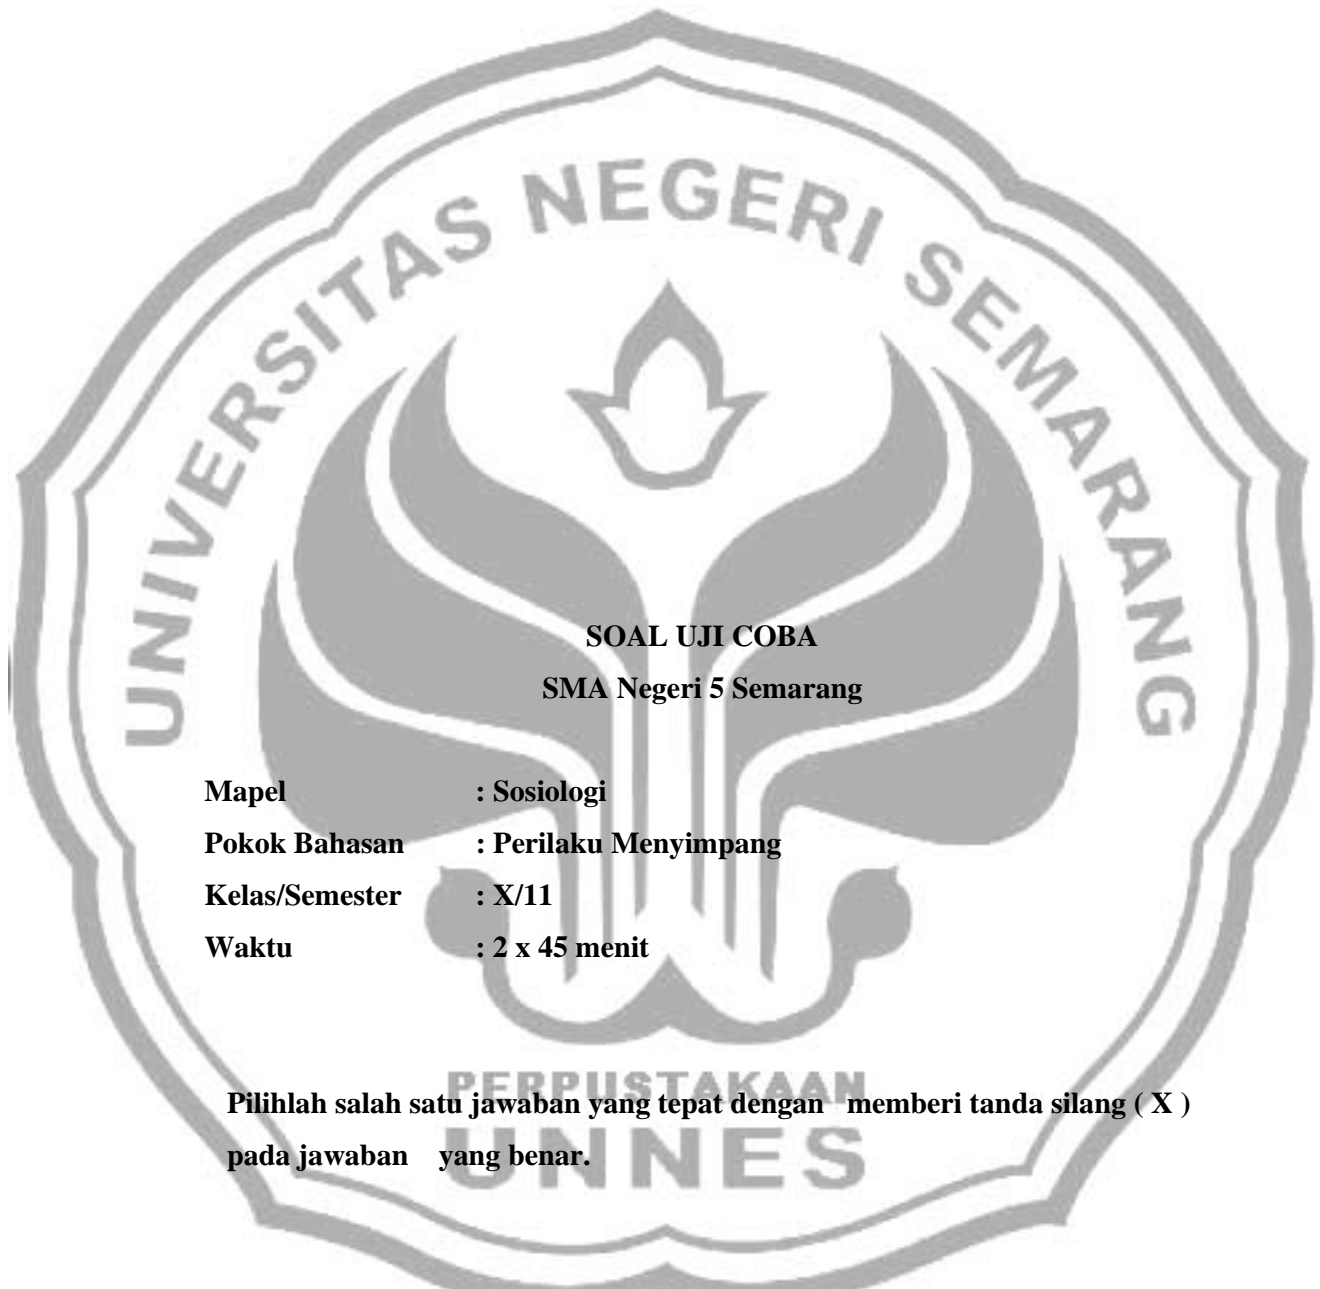 UNIVERSITAS NEGERI SEMARANG
SOAL UJI COBA
SMA Negeri 5 Semarang
Mapel : Sosiologi
Pokok Bahasan : Perilaku Menyimpang
Kelas/Semester : X/11
Waktu : 2 x 45 menit
PERPUSTAKAAN
Pilihlah salah satu jawaban yang tepat dengan memberi tanda silang ( X )
pada jawaban yang benar.
UNNES